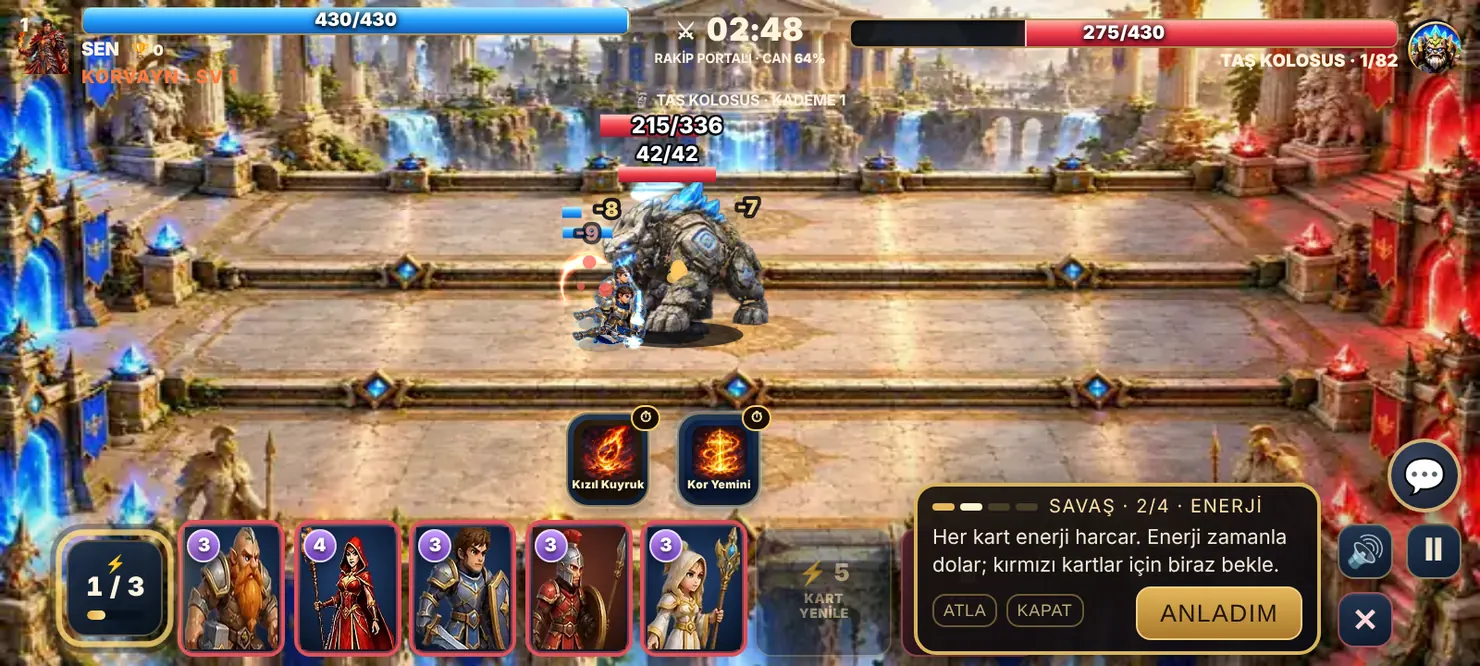 1
430/430
SEN 0
KORVAYN · SV 1
02:48
RAKİP PORTALI · CAN 64%
275/430
TAŞ KOLOSUS · 1/82
TAŞ KOLOSUS · KADEME 1
215/336
42/42
-8
-7
-9
Kızıl Kuyruk
Kor Yemini
1 / 3
3
4
3
3
3
5
KART
YENİLE
SAVAŞ · 2/4 · ENERJİ
Her kart enerji harcar. Enerji zamanla
dolar; kırmızı kartlar için biraz bekle.
ATLA
KAPAT
ANLADIM